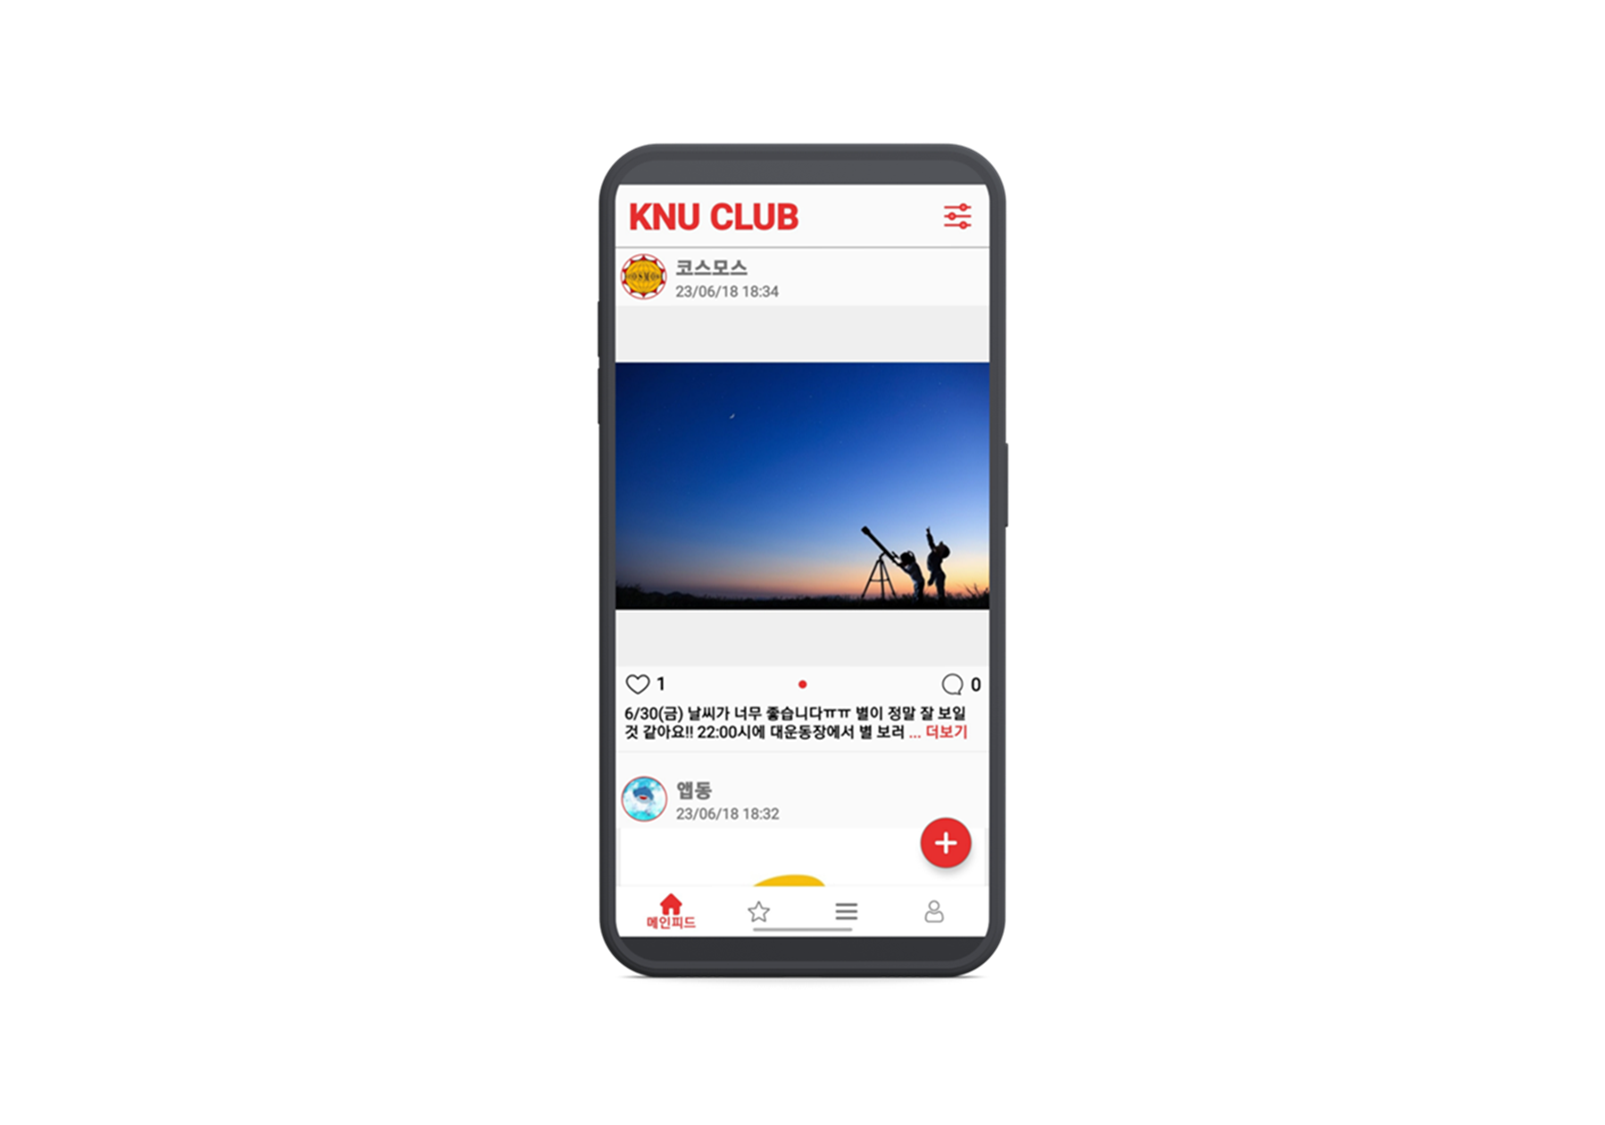 KNU CLUB
코스모스
23/06/18 18:34
1
0
6/30(금) 날씨가 너무 좋습니다ㅠㅠ 별이 정말 잘 보일
것 같아요!! 22:00시에 대운동장에서 별 보러 ... 더보기
앱동
23/06/18 18:32
메인피드